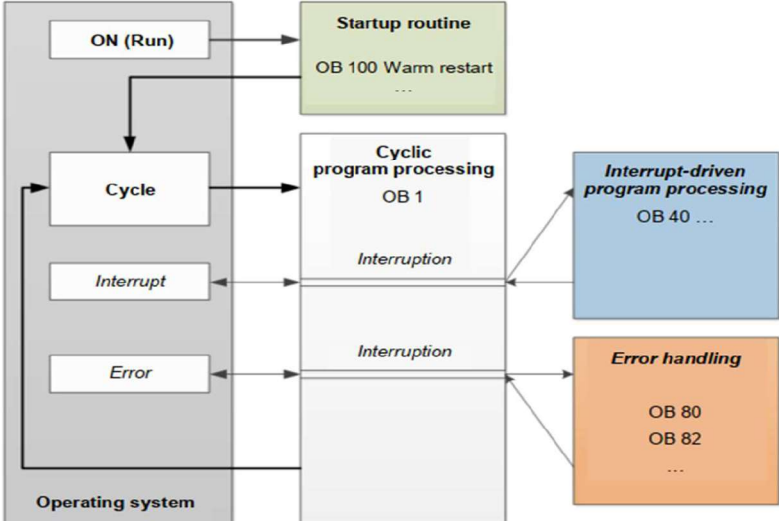 ON (Run)
Startup routine
OB 100 Warm restart
...
Cycle
Cyclic
program processing
OB 1
Interrupt-driven
program processing
OB 40 ...
Interruption
Interrupt
Interruption
Error
Error handling
OB 80
OB 82
...
Operating system